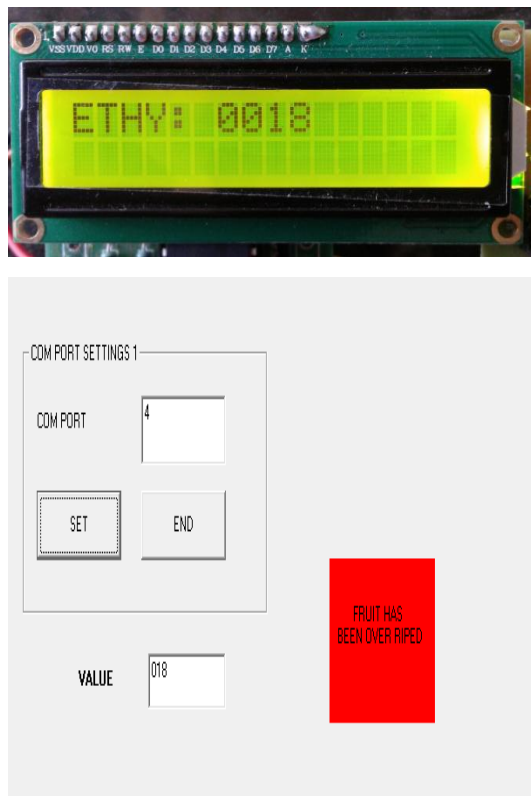 VSS VDD VO RS RW E D0 D1 D2 D3 D4 D5 D6 D7 A K
ETHY: 0018
COM PORT SETTINGS 1
COM PORT
4
SET
END
FRUIT HAS
BEEN OVER RIPED
VALUE
018